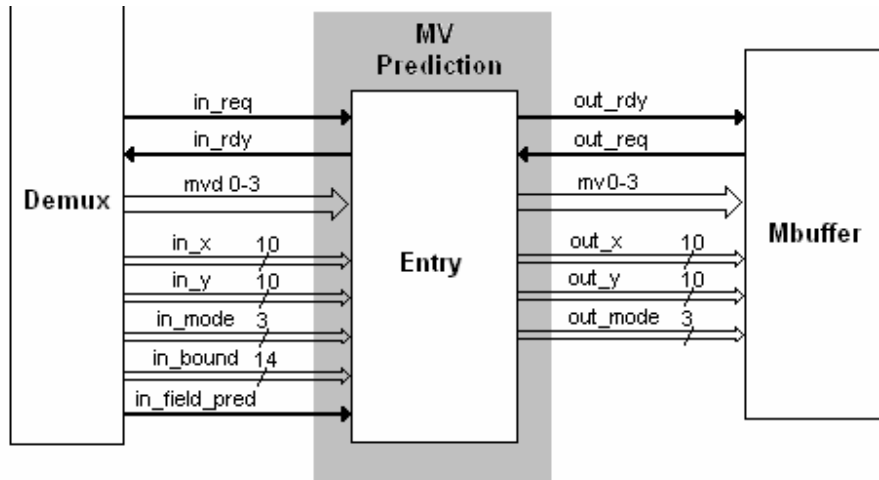 MV
Prediction
in_req
out_rdy
in_rdy
out_req
mvd 0-3
mv0-3
Demux
Mbuffer
Entry
in_x 10
out_x 10
in_y 10
out_y 10
in_mode 3
out_mode 3
in_bound 14
in_field_pred